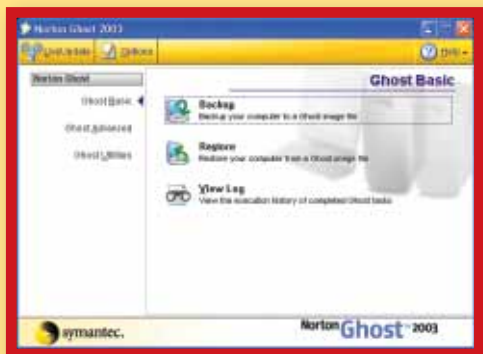 Norton Ghost 2003
LiveUpdate Options Help
Norton Ghost
Ghost Basic
Ghost Advanced
Ghost Utilities
Ghost Basic
Backup
Backup your computer to a Ghost image file
Restore
Restore your computer from a Ghost image file
View Log
View the execution history of completed Ghost tasks
symantec.
Norton Ghost™ 2003